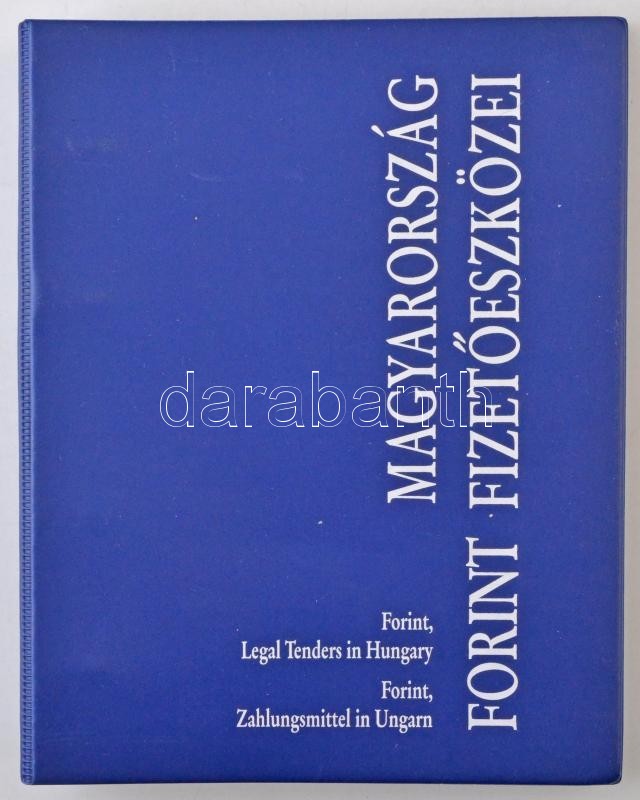 MAGYARORSZÁG
FORINT FIZETŐESZKÖZEI
Forint,
Legal Tenders in Hungary
Forint,
Zahlungsmittel in Ungarn
darabanth